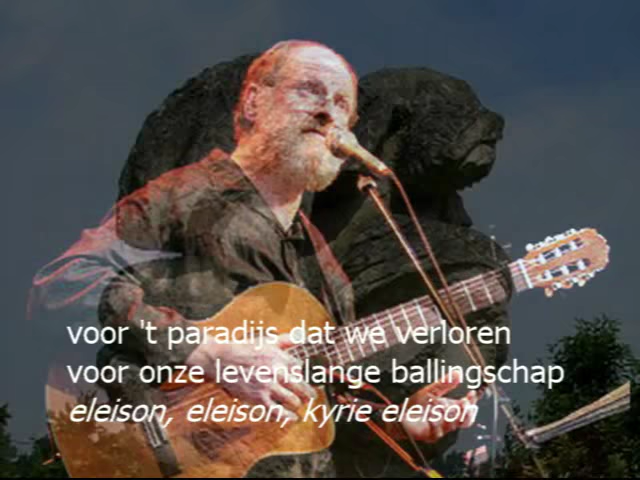 voor 't paradijs dat we verloren
voor onze levenslange ballingschap
eleison, eleison, kyrie eleison